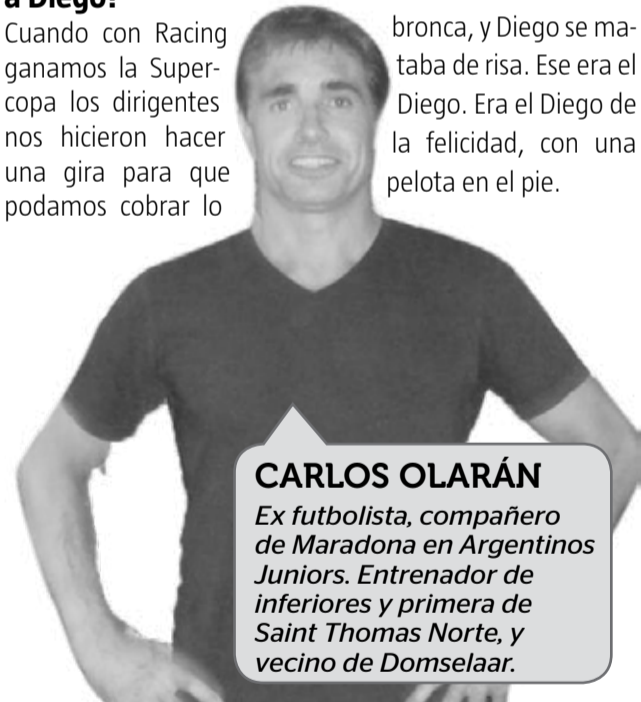 a Diego?
Cuando con Racing
ganamos la Super-
copa los dirigentes
nos hicieron hacer
una gira para que
podamos cobrar lo
bronca, y Diego se ma-
taba de risa. Ese era el
Diego. Era el Diego de
la felicidad, con una
pelota en el pie.
CARLOS OLARÁN
Ex futbolista, compañero
de Maradona en Argentinos
Juniors. Entrenador de
inferiores y primera de
Saint Thomas Norte, y
vecino de Domselaar.